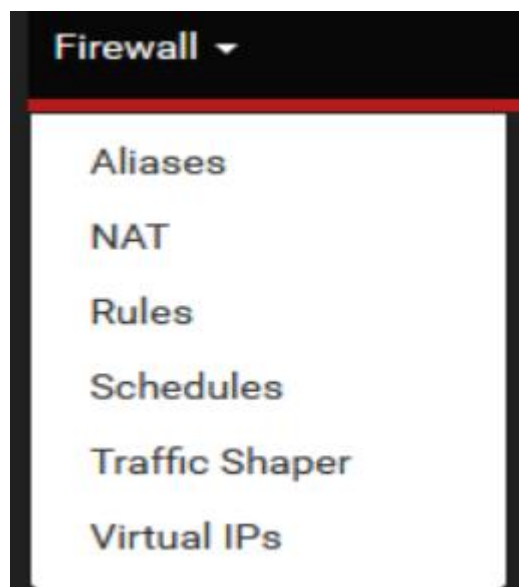 Firewall
Aliases
NAT
Rules
Schedules
Traffic Shaper
Virtual IPs